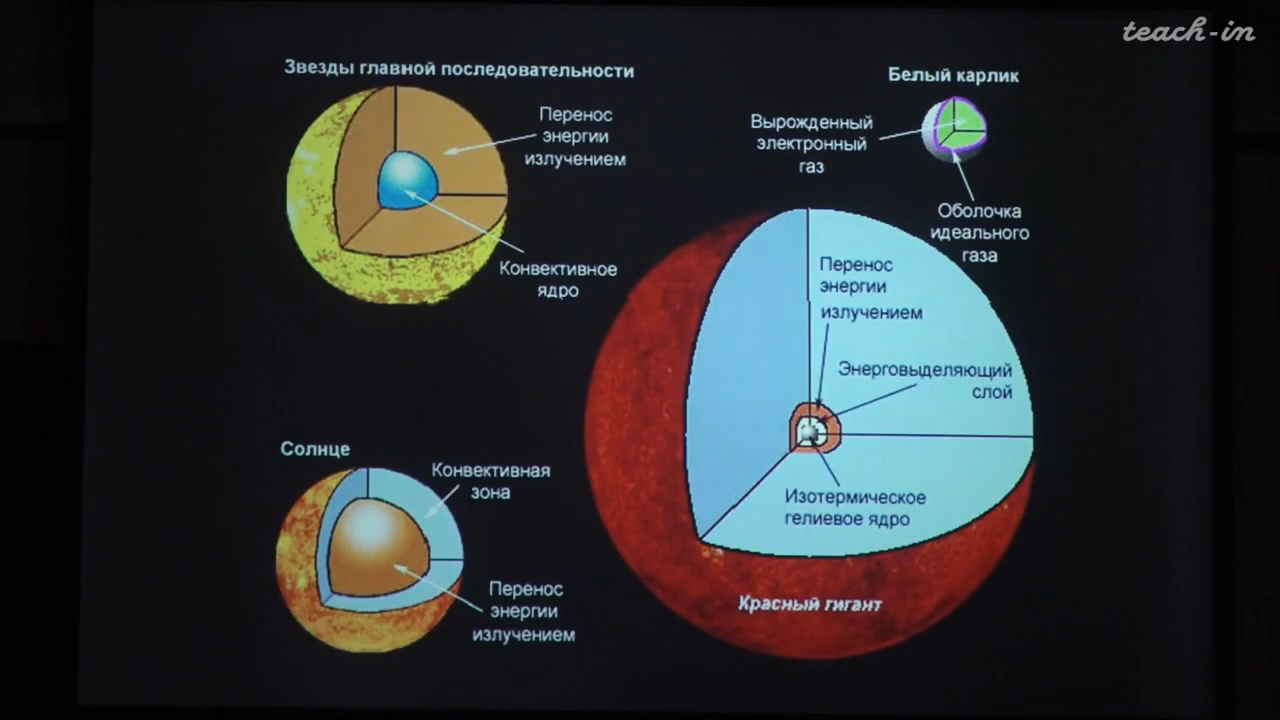 teach-in
Звезды главной последовательности
Перенос
энергии
излучением
Конвективное
ядро
Белый карлик
Вырожденный
электронный
газ
Оболочка
идеального
газа
Перенос
энергии
излучением
Энерговыделяющий
слой
Изотермическое
гелиевое ядро
Красный гигант
Солнце
Конвективная
зона
Перенос
энергии
излучением